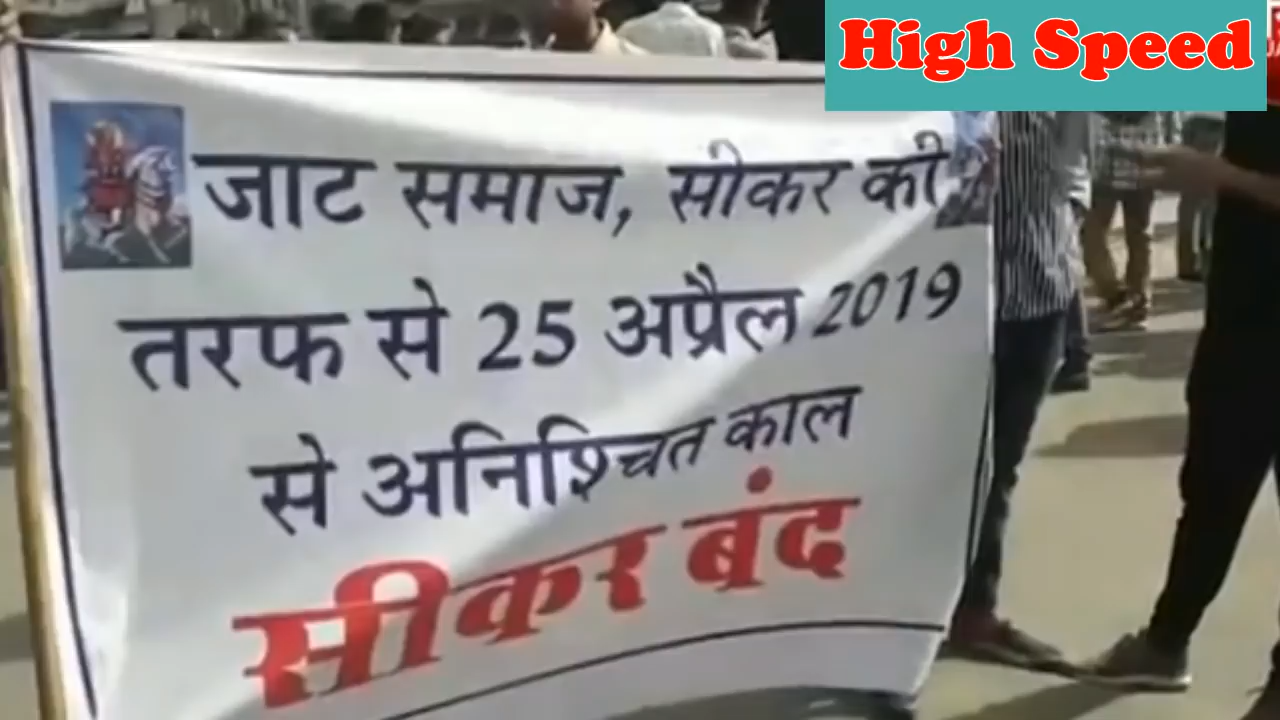 High Speed
जाट समाज, सीकर की
तरफ से 25 अप्रैल 2019
से अनिश्चित काल
सीकर बंद